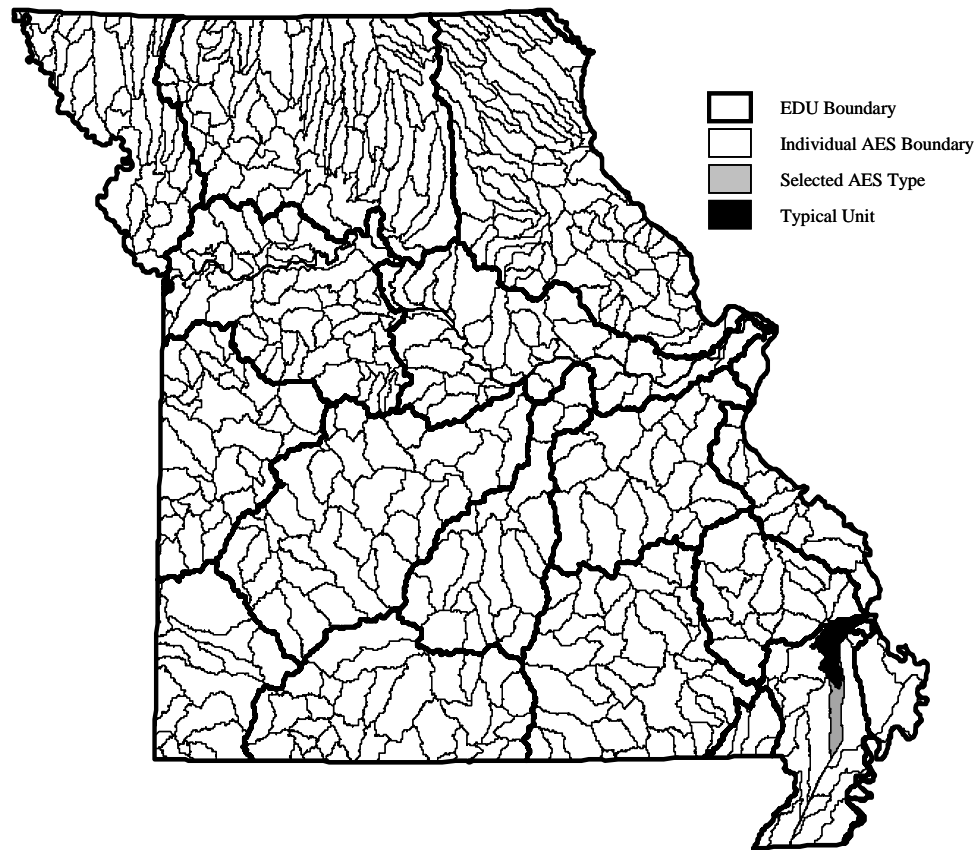 EDU Boundary
Individual AES Boundary
Selected AES Type
Typical Unit